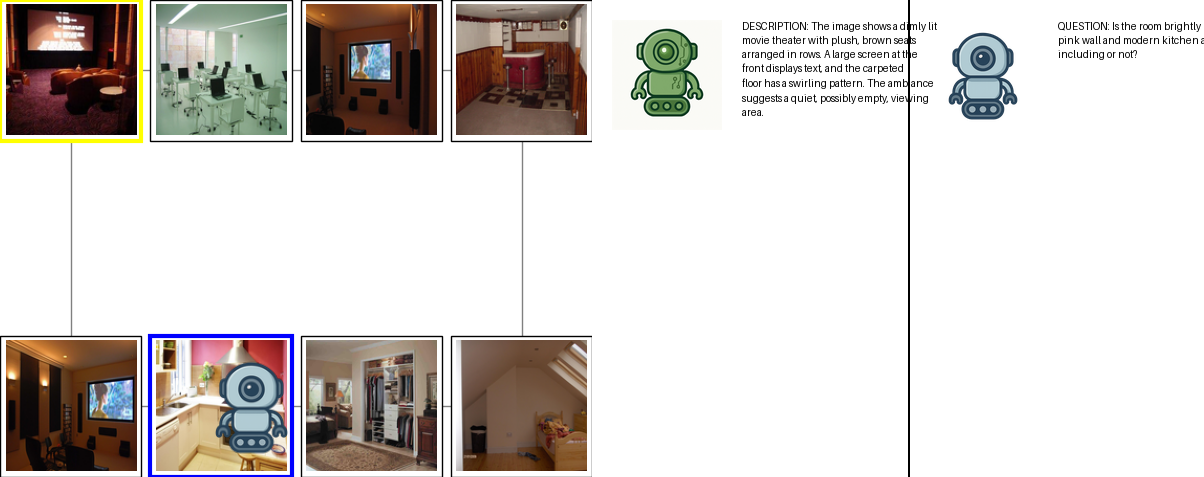 DESCRIPTION: The image shows a dimly lit
movie theater with plush, brown seats
arranged in rows. A large screen at the
front displays text, and the carpeted
floor has a swirling pattern. The ambiance
suggests a quiet, possibly empty, viewing
area.
QUESTION: Is the room brightly
pink wall and modern kitchen a
including or not?